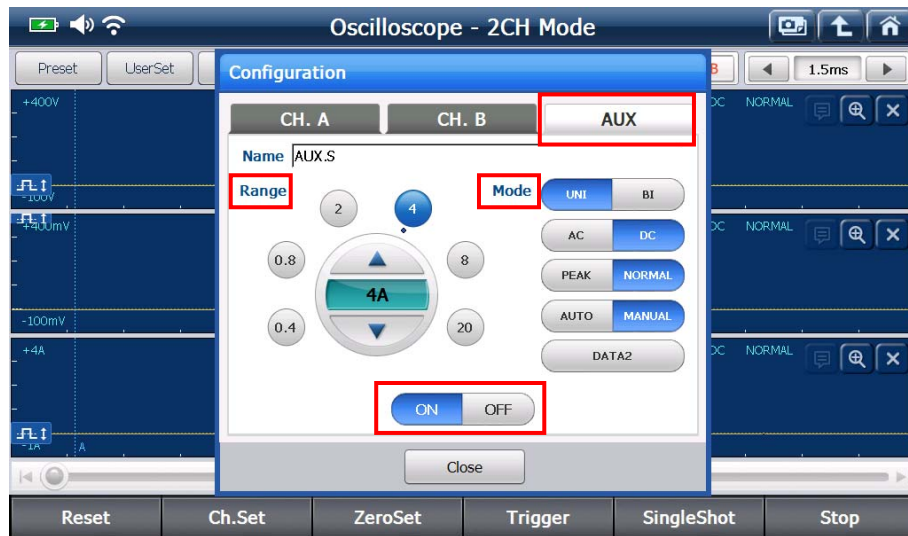 Oscilloscope - 2CH Mode
Preset UserSet B 1.5ms
Configuration
CH. A CH. B AUX
Name AUX.S
Range Mode
2 4 UNI BI
0.8 8 AC DC
PEAK NORMAL
4A
0.4 20 AUTO MANUAL
DATA2
ON OFF
Close
+400V DC NORMAL
-100V
+400mV DC NORMAL
-100mV
+4A DC NORMAL
-1A A
Reset Ch.Set ZeroSet Trigger SingleShot Stop